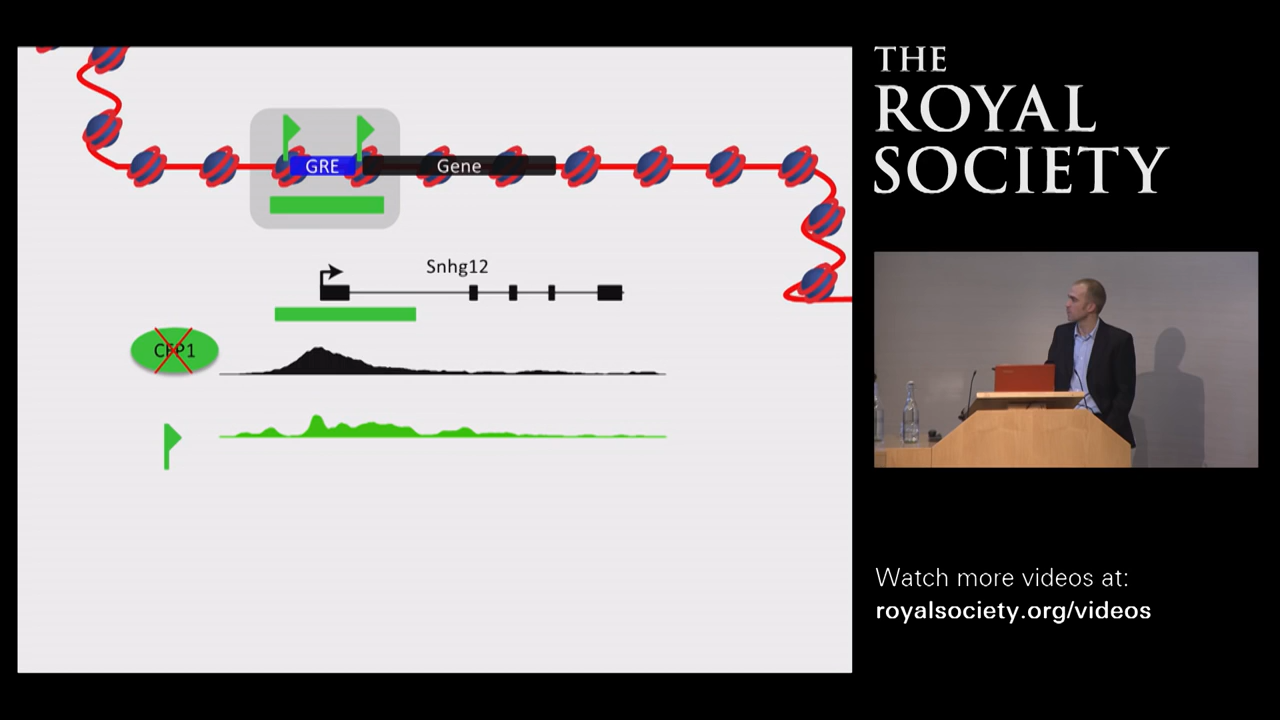 THE
ROYAL
SOCIETY
GRE
Gene
Snhg12
CFP1
Watch more videos at:
royalsociety.org/videos